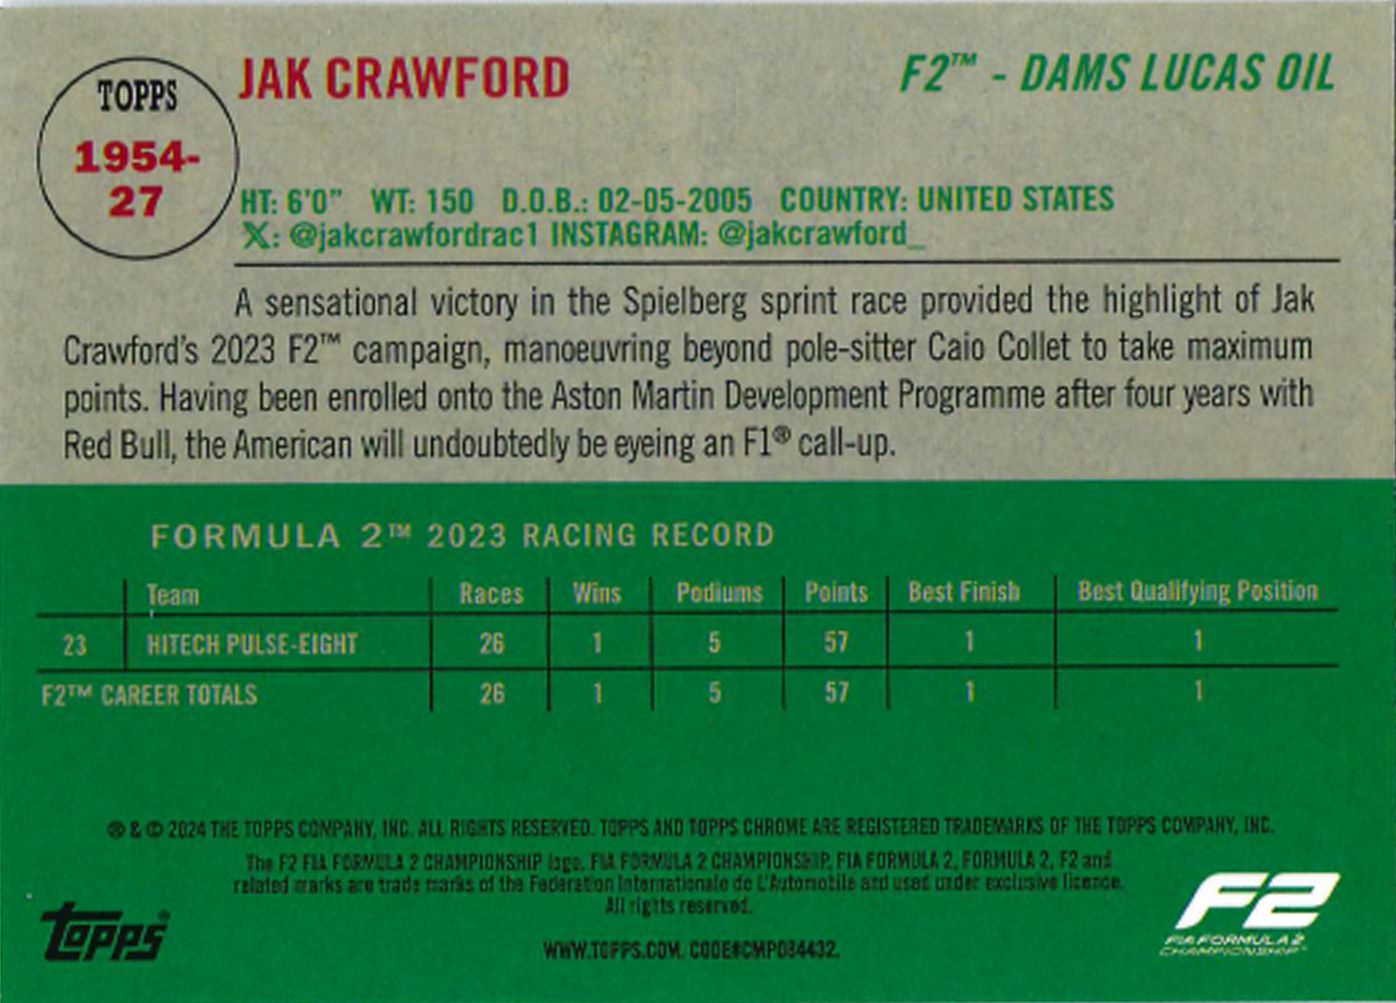 TOPPS
1954-
27
JAK CRAWFORD
F2™ - DAMS LUCAS OIL
HT: 6'0” WT: 150 D.O.B.: 02-05-2005 COUNTRY: UNITED STATES
X: @jakcrawfordrac1 INSTAGRAM: @jakcrawford_
A sensational victory in the Spielberg sprint race provided the highlight of Jak
Crawford's 2023 F2™ campaign, manoeuvring beyond pole-sitter Caio Collet to take maximum
points. Having been enrolled onto the Aston Martin Development Programme after four years with
Red Bull, the American will undoubtedly be eyeing an F1® call-up.
FORMULA 2™ 2023 RACING RECORD
Team Races Wins Podiums Points Best Finish Best Qualifying Position
23 HITECH PULSE-EIGHT 26 1 5 57 1 1
F2™ CAREER TOTALS 26 1 5 57 1 1
® & © 2024 THE TOPPS COMPANY, INC. ALL RIGHTS RESERVED. TOPPS AND TOPPS CHROME ARE REGISTERED TRADEMARKS OF THE TOPPS COMPANY, INC.
The F2 FIA FORMULA 2 CHAMPIONSHIP logo, FIA FORMULA 2 CHAMPIONSHIP, FIA FORMULA 2, FORMULA 2, F2 and
related marks are trade marks of the Federation Internationale de L'Automobile and used under exclusive licence.
All rights reserved.
WWW.TOPPS.COM. CODE#CMP084432.
topps®
F2
FIA FORMULA 2
CHAMPIONSHIP™